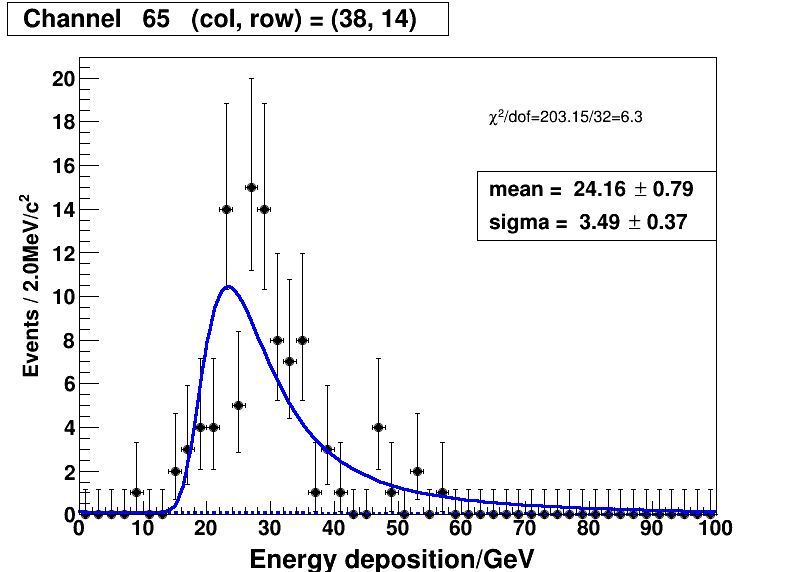 Channel 65 (col, row) = (38, 14)
χ²/dof=203.15/32=6.3
mean = 24.16 ± 0.79
sigma = 3.49 ± 0.37
Events / 2.0MeV/c²
20
18
16
14
12
10
8
6
4
2
0
0 10 20 30 40 50 60 70 80 90 100
Energy deposition/GeV